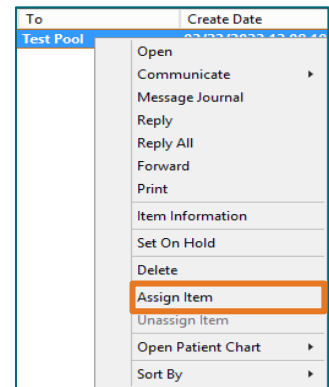 To Create Date
Test Pool
Open
Communicate
Message Journal
Reply
Reply All
Forward
Print
Item Information
Set On Hold
Delete
Assign Item
Unassign Item
Open Patient Chart
Sort By